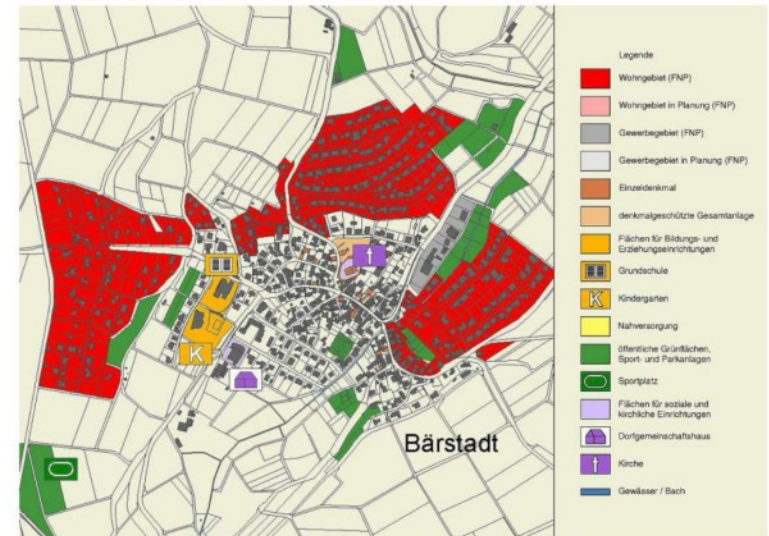 Legende
Wohngebiet (FNP)
Wohngebiet in Planung (FNP)
Gewerbegebiet (FNP)
Gewerbegebiet in Planung (FNP)
Einzeldenkmal
denkmalgeschützte Gesamtanlage
Flächen für Bildungs- und
Erziehungseinrichtungen
Grundschule
K
Kindergarten
Nahversorgung
öffentliche Grünflächen,
Sport- und Parkanlagen
Sportplatz
Flächen für soziale und
kirchliche Einrichtungen
Dorfgemeinschaftshaus
Kirche
Gewässer / Bach
K
Bärstadt